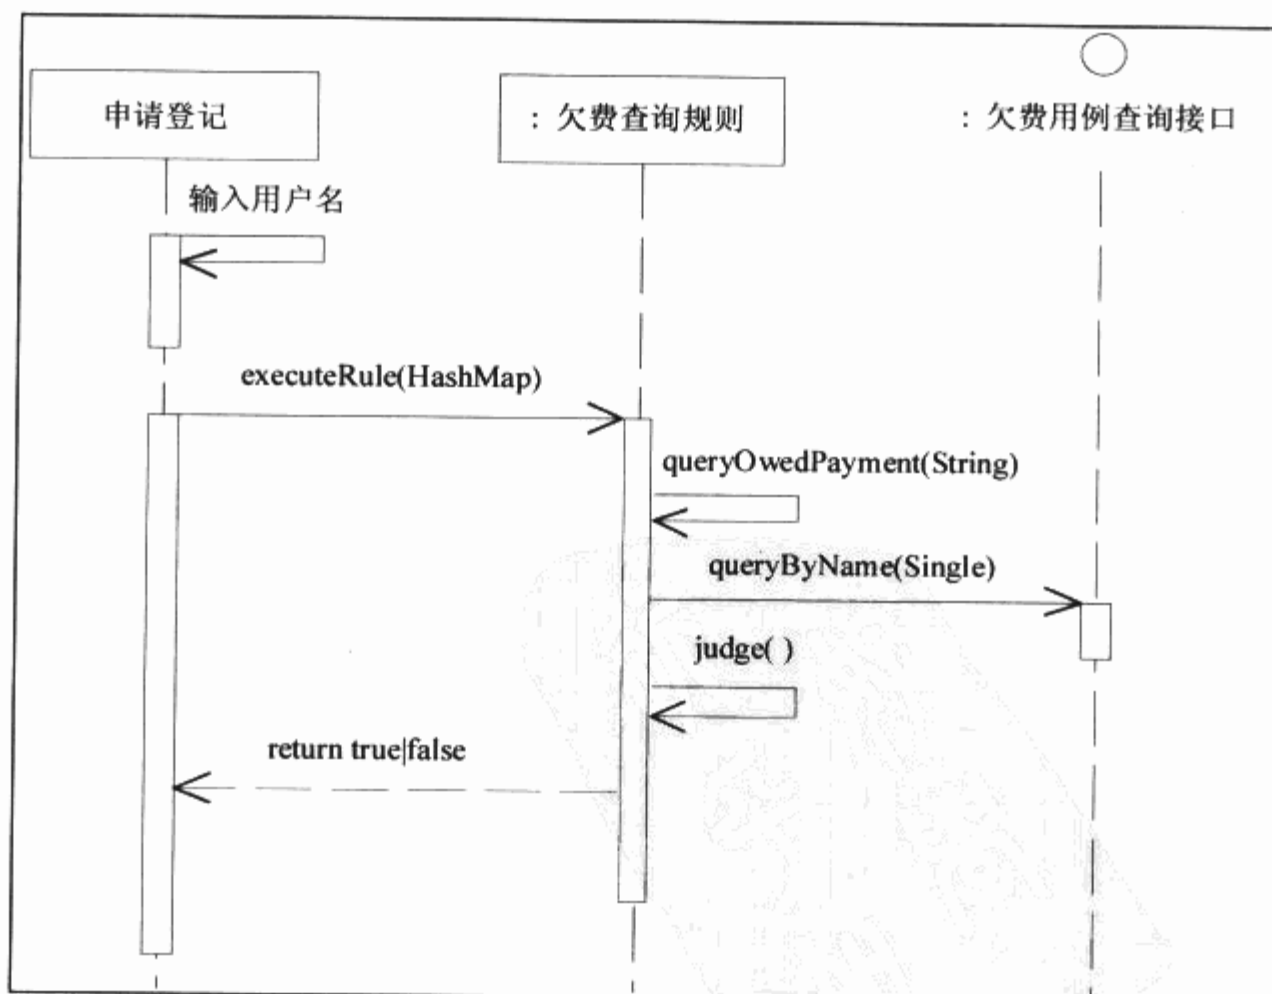 申请登记
: 欠费查询规则
: 欠费用例查询接口
输入用户名
executeRule(HashMap)
queryOwedPayment(String)
queryByName(Single)
judge( )
return true|false